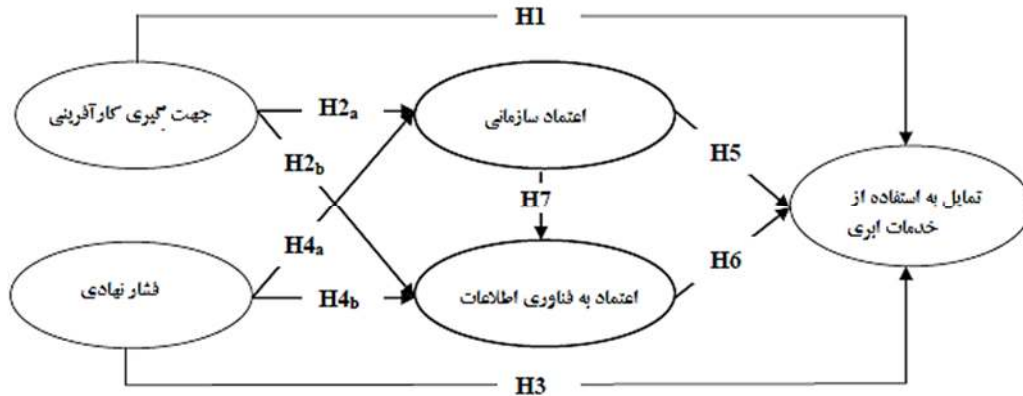 H1
جهت گیری کارآفرینی
H2a
اعتماد سازمانی
H2b
H5
H7
تمایل به استفاده از
خدمات ابری
H4a
H6
فشار نهادی
H4b
اعتماد به فناوری اطلاعات
H3